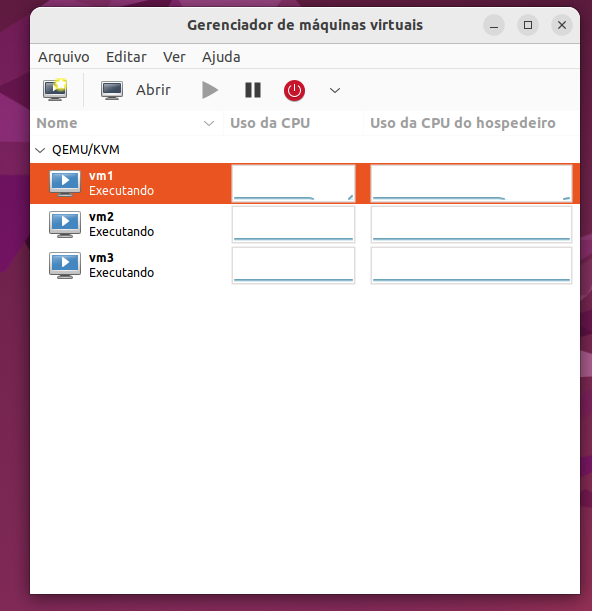 Gerenciador de máquinas virtuais
Arquivo Editar Ver Ajuda
Abrir
Nome Uso da CPU Uso da CPU do hospedeiro
QEMU/KVM
vm1
Executando
vm2
Executando
vm3
Executando